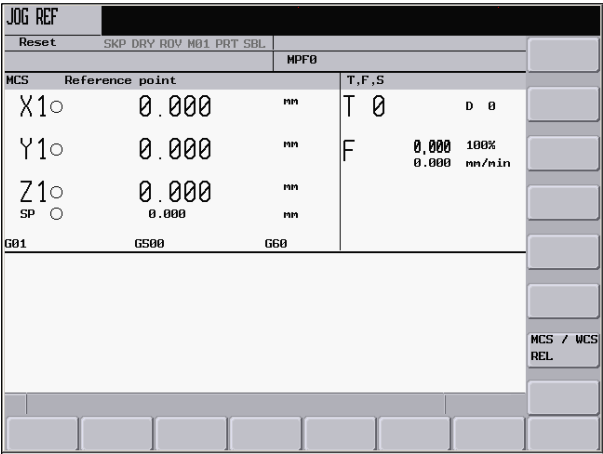 JOG REF
Reset SKP DRY ROV M01 PRT SBL
MPF0
MCS Reference point T,F,S
X1 0.000 mm T 0 D 0
Y1 0.000 mm F 0,000 100%
0.000 mm/min
Z1 0.000 mm
SP 0.000 mm
G01 G500 G60
MCS / WCS
REL